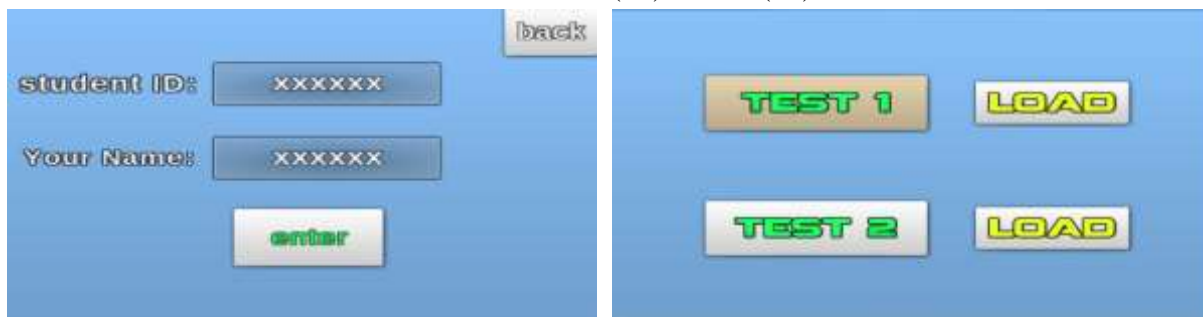 back
student ID: xxxxxx
Your Name: xxxxxx
enter
TEST 1 LOAD
TEST 2 LOAD